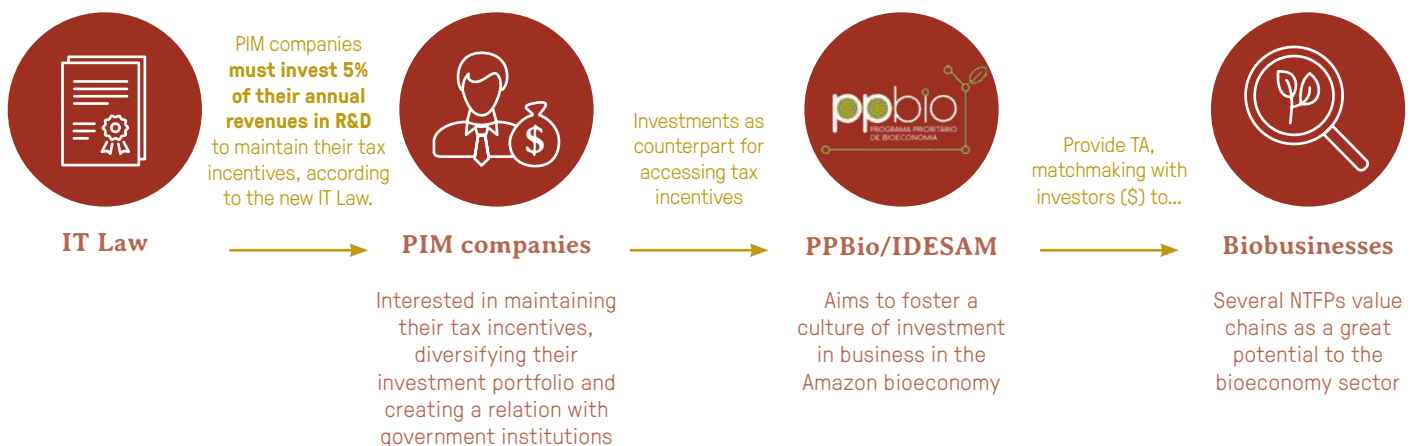 PIM companies
must invest 5%
of their annual
revenues in R&D
to maintain their tax
incentives, according
to the new IT Law.
$
Investments as
counterpart for
accessing tax
incentives
ppbio
PROGRAMA PRIORITÁRIO
DE BIOECONOMIA
Provide TA,
matchmaking with
investors ($) to...
IT Law
PIM companies
PPBio/IDESAM
Biobusinesses
Interested in maintaining
their tax incentives,
diversifying their
investment portfolio and
creating a relation with
government institutions
Aims to foster a
culture of investment
in business in the
Amazon bioeconomy
Several NTFPs value
chains as a great
potential to the
bioeconomy sector